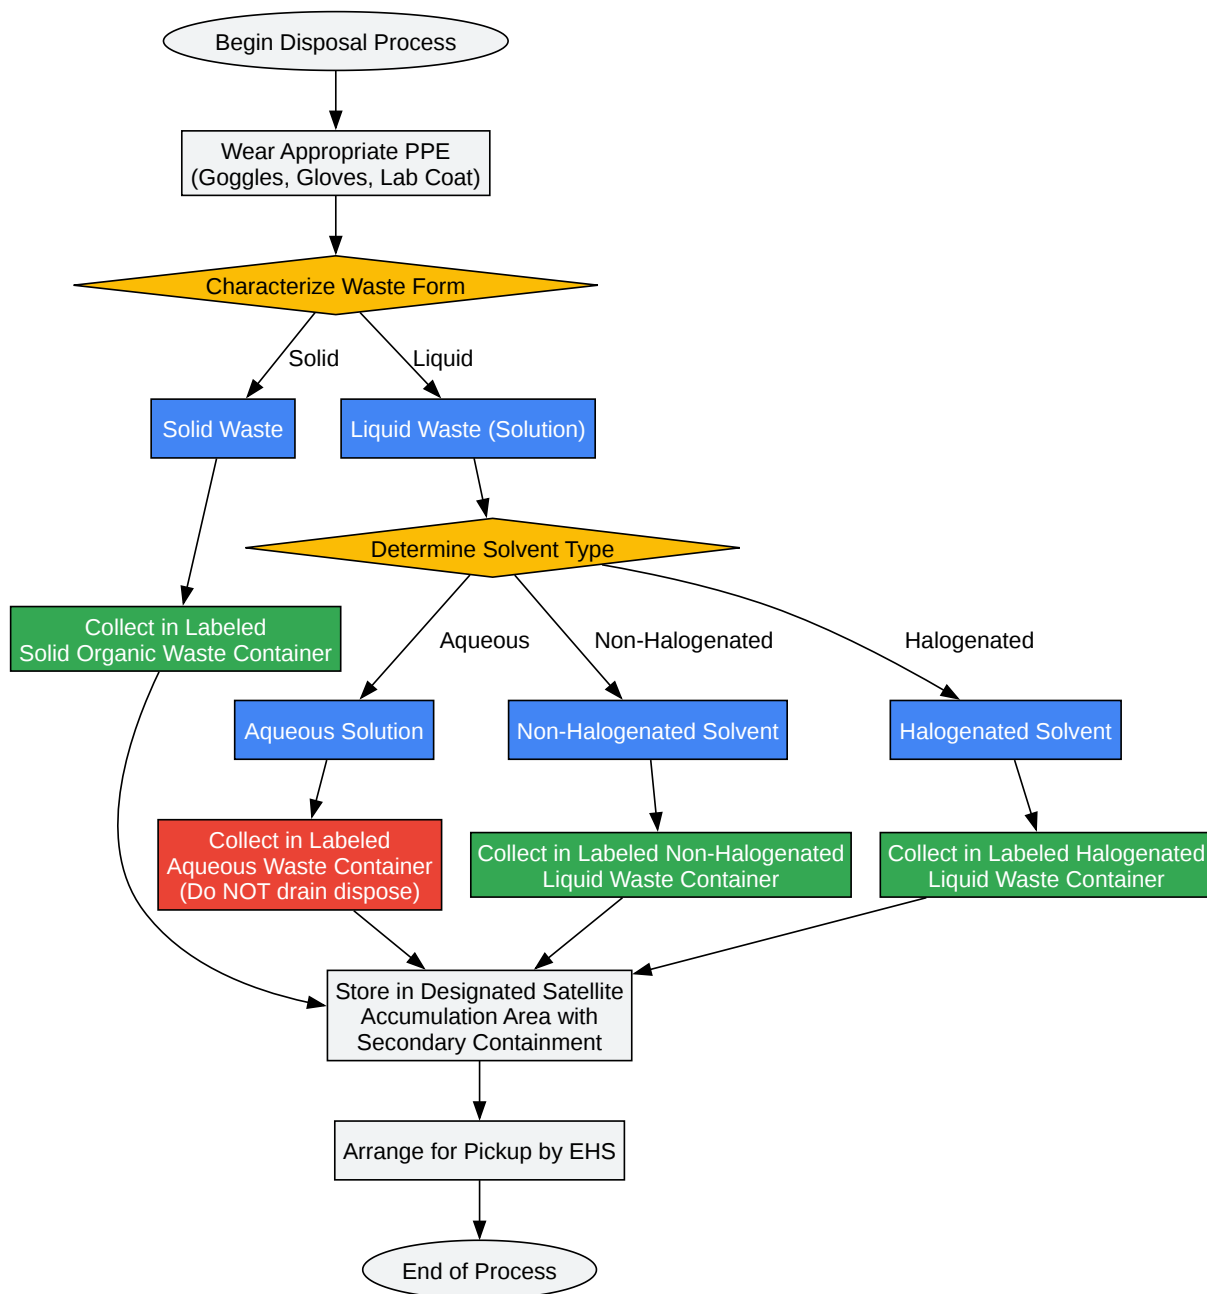 Begin Disposal Process
Wear Appropriate PPE
(Goggles, Gloves, Lab Coat)
Characterize Waste Form
Solid
Liquid
Solid Waste
Liquid Waste (Solution)
Determine Solvent Type
Collect in Labeled
Solid Organic Waste Container
Aqueous
Non-Halogenated
Halogenated
Aqueous Solution
Non-Halogenated Solvent
Halogenated Solvent
Collect in Labeled
Aqueous Waste Container
(Do NOT drain dispose)
Collect in Labeled Non-Halogenated
Liquid Waste Container
Collect in Labeled Halogenated
Liquid Waste Container
Store in Designated Satellite
Accumulation Area with
Secondary Containment
Arrange for Pickup by EHS
End of Process